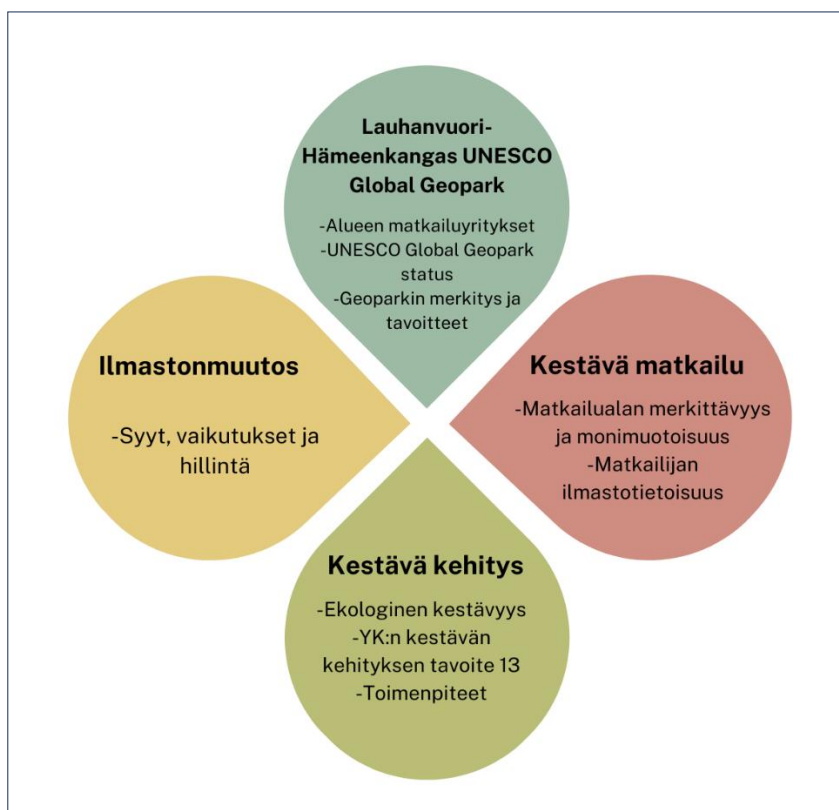 Lauhanvuori-
Hämeenkangas UNESCO
Global Geopark
-Alueen matkailuyritykset
-UNESCO Global Geopark
status
-Geoparkin merkitys ja
tavoitteet
Ilmastonmuutos
-Syyt, vaikutukset ja
hillintä
Kestävä matkailu
-Matkailualan merkittävyys
ja monimuotoisuus
-Matkailijan
ilmastotietoisuus
Kestävä kehitys
-Ekologinen kestävyys
-YK:n kestävän
kehityksen tavoite 13
-Toimenpiteet